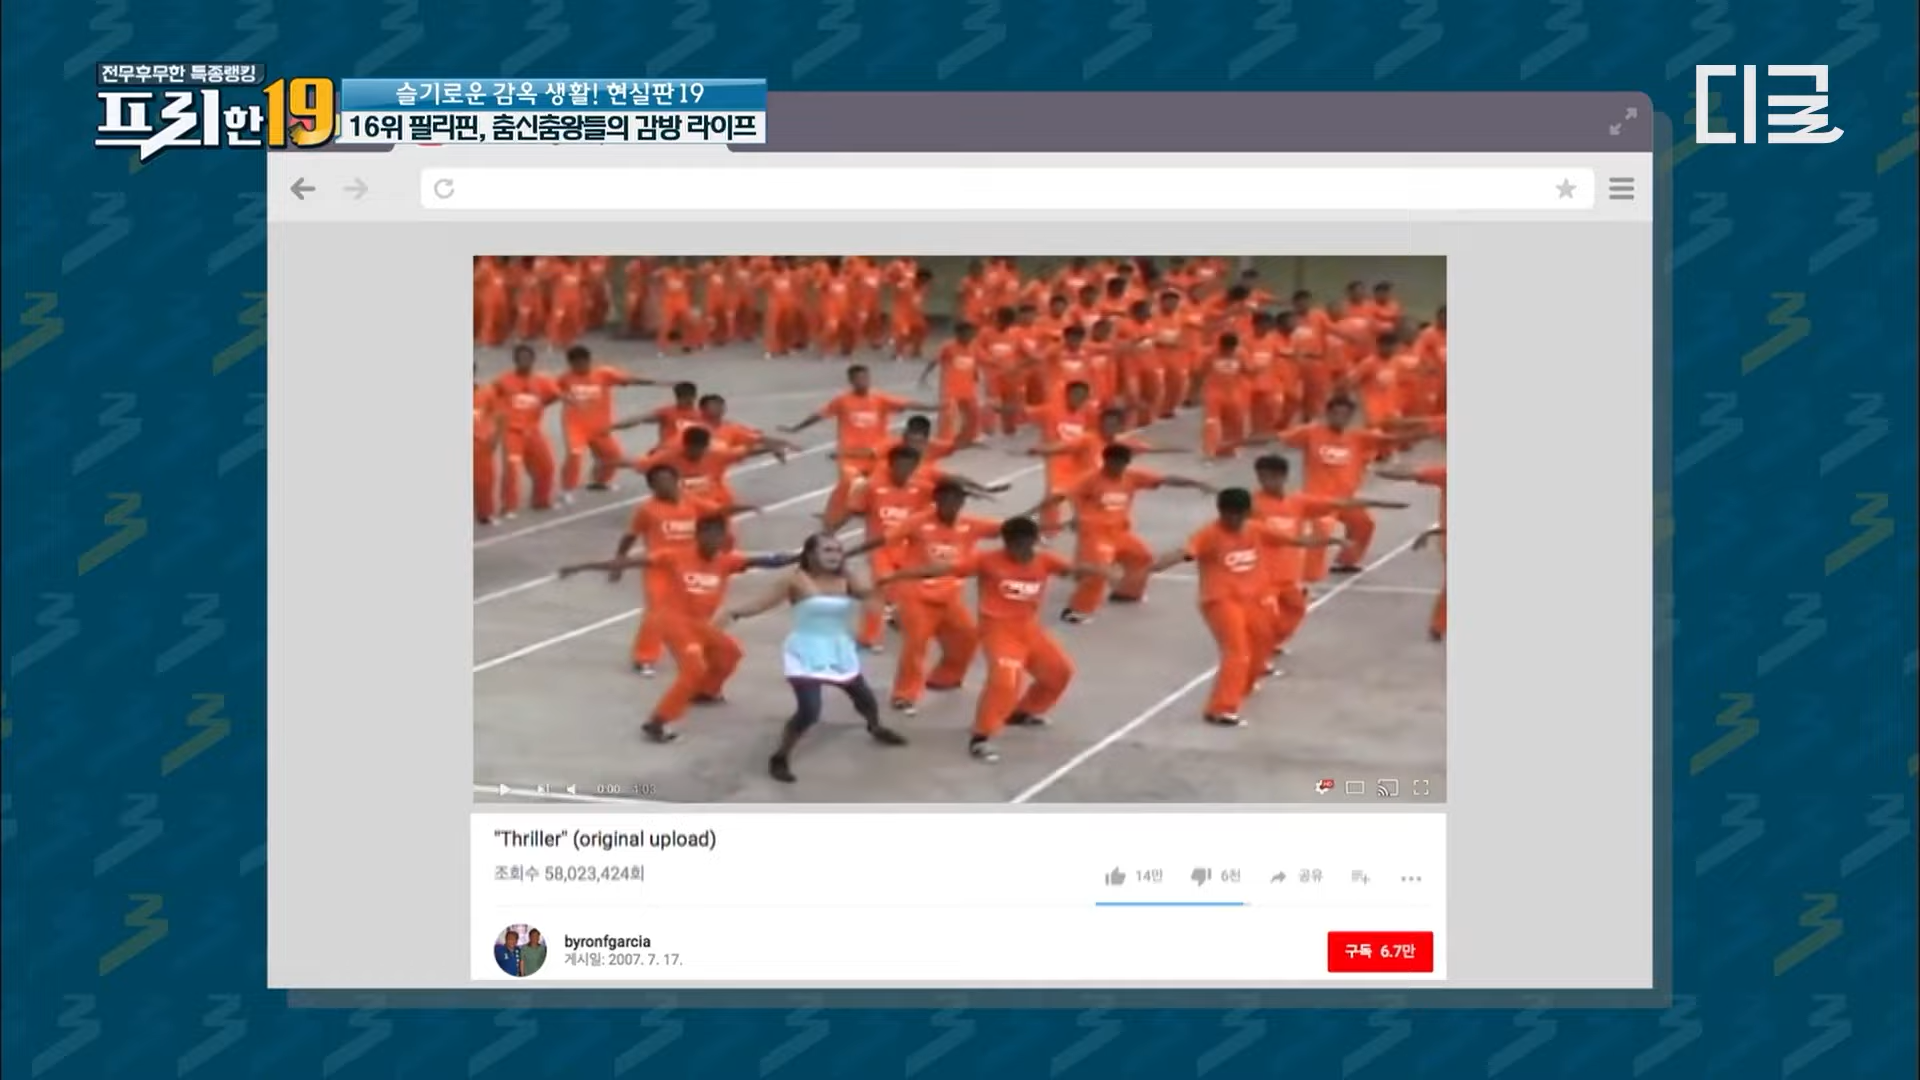 전무후무한 특종랭킹
프리한19
슬기로운 감옥 생활! 현실판19
16위 필리핀, 춤신춤왕들의 감방 라이프
디글
0:00
"Thriller" (original upload)
조회수 58,023,424회
14만
6천
공유
byronfgarcia
게시일: 2007. 7. 17.
구독 6.7만